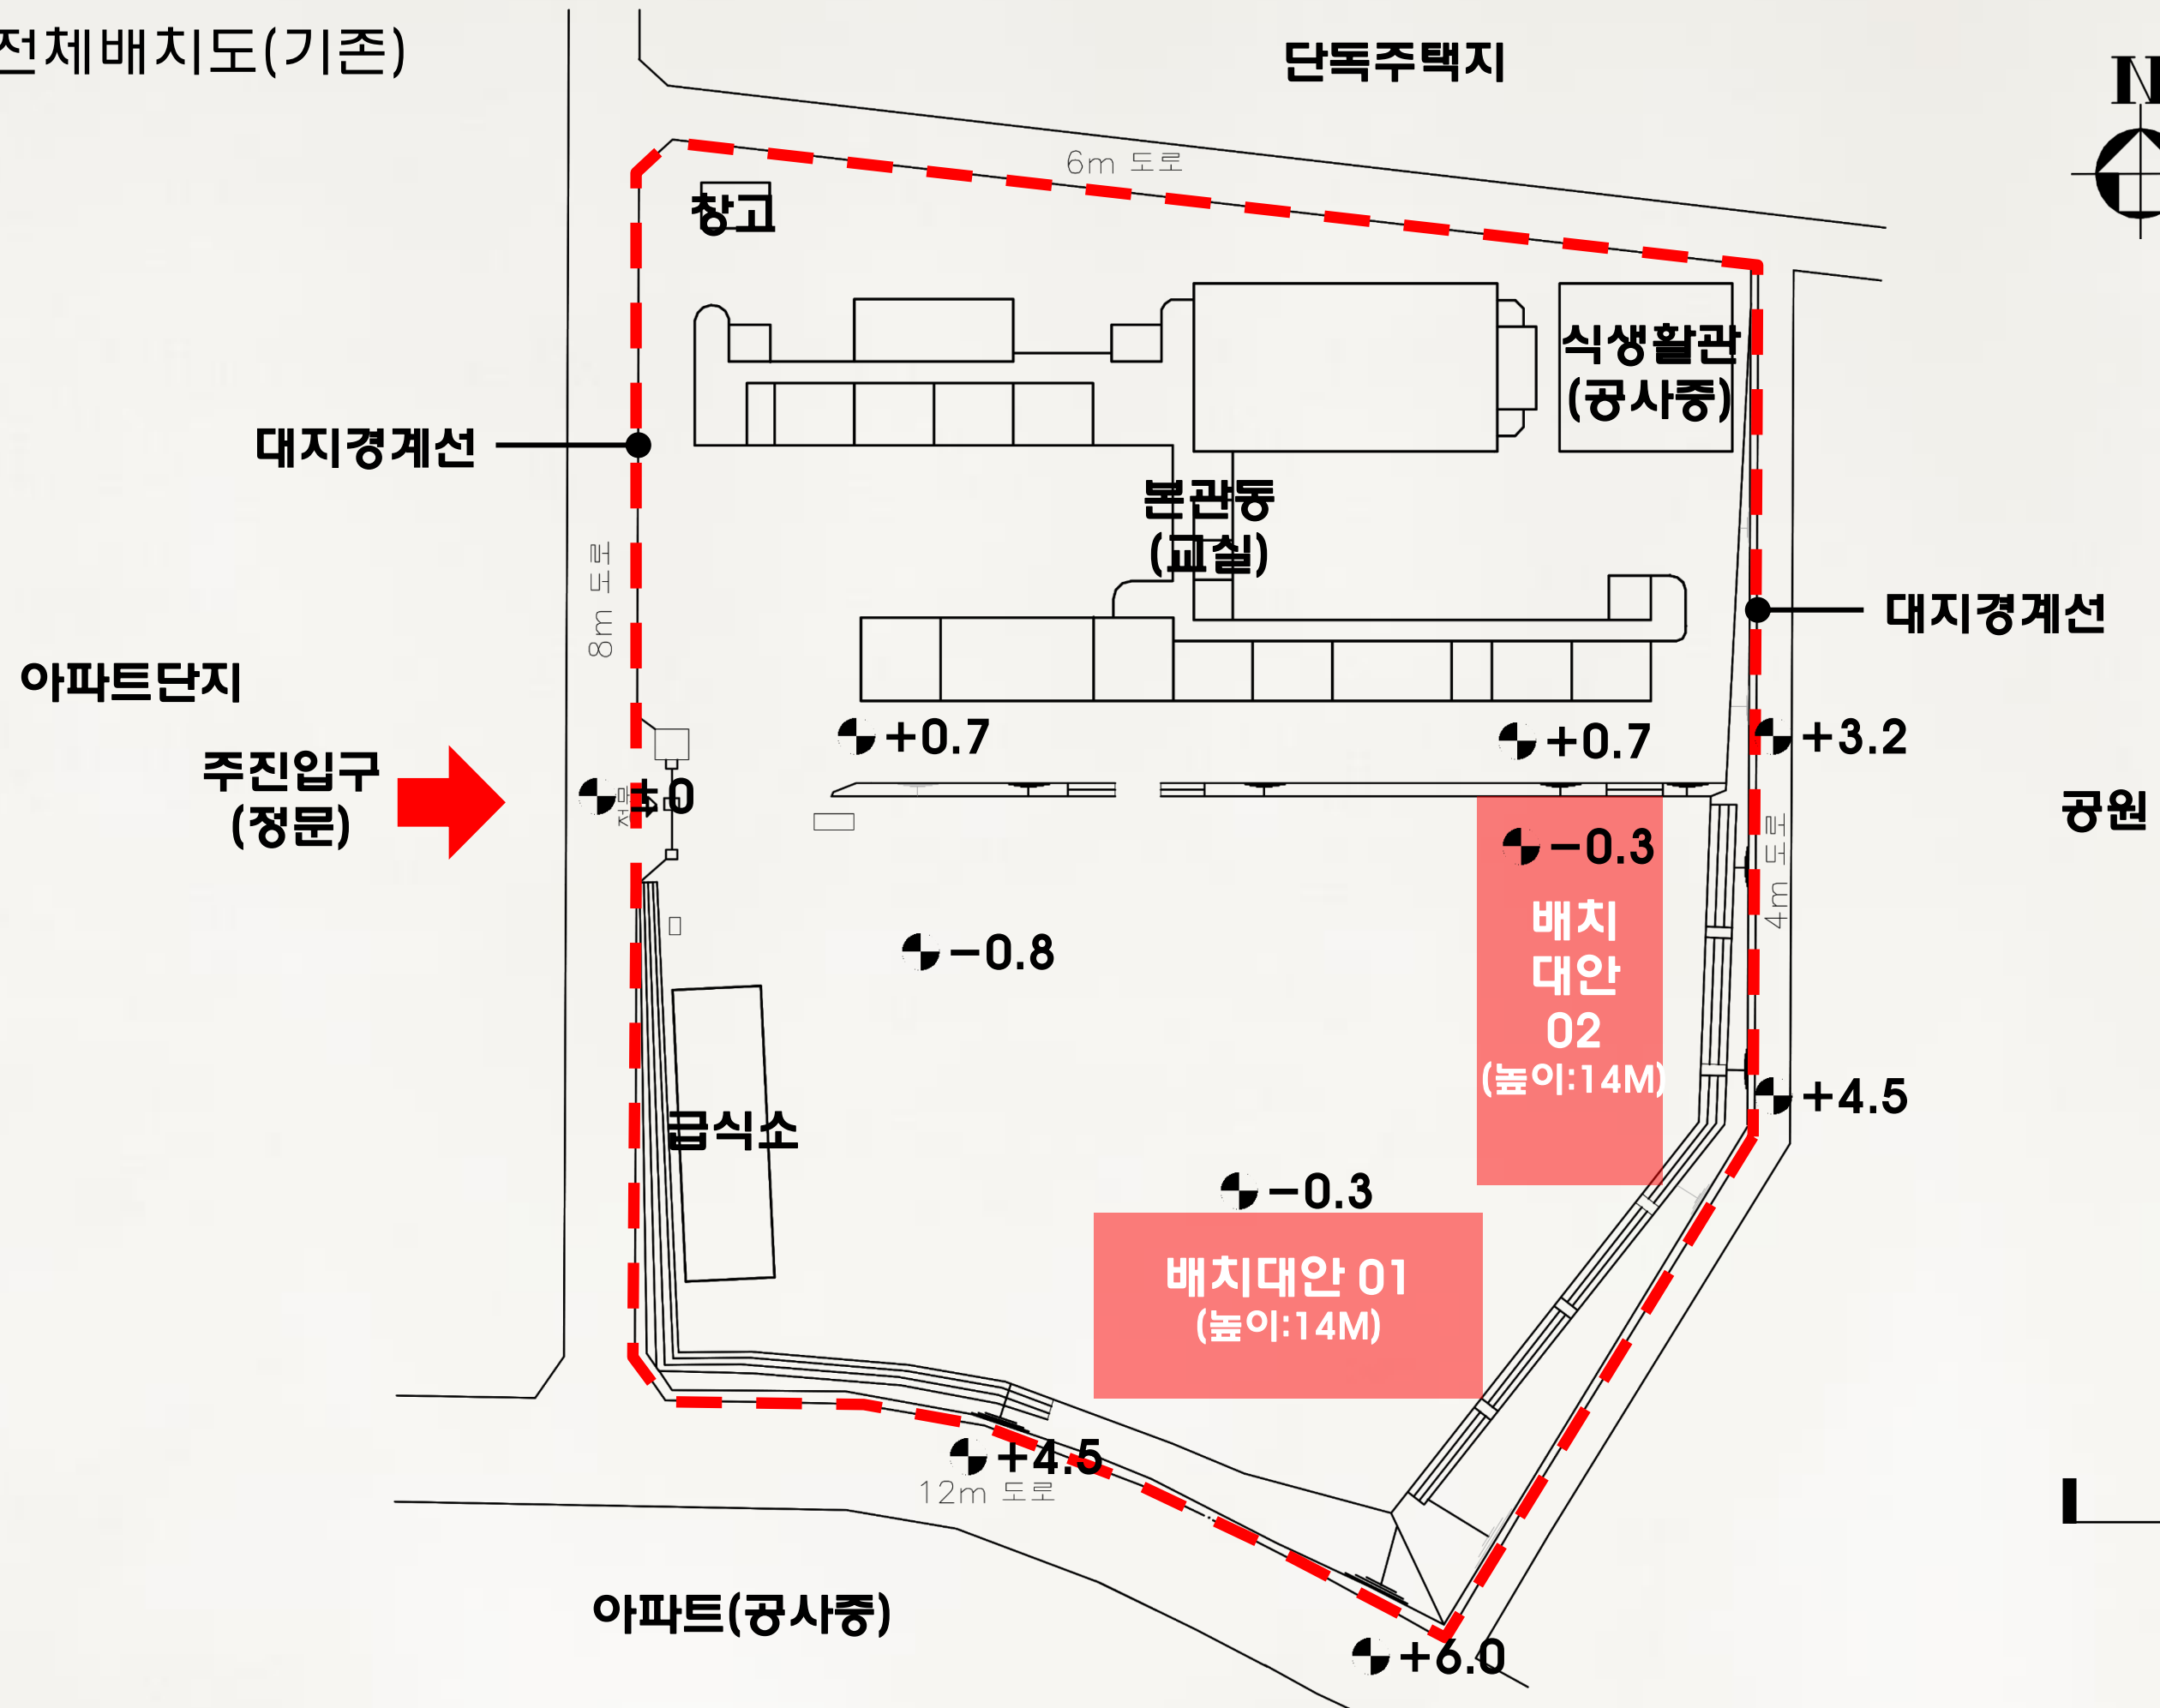 전체배치도(기존)
단독주택지
N
6m 도로
창고
식생활관
(공사중)
대지경계선
본관동
(교실)
8m 도로
대지경계선
아파트단지
+0.7
+0.7
+3.2
주진입구
(정문)
±0
공원
4m 도로
-0.3
배치
대안
02
(높이:14M)
-0.8
+4.5
급식소
-0.3
배치대안 01
(높이:14M)
+4.5
12m 도로
아파트(공사중)
+6.0